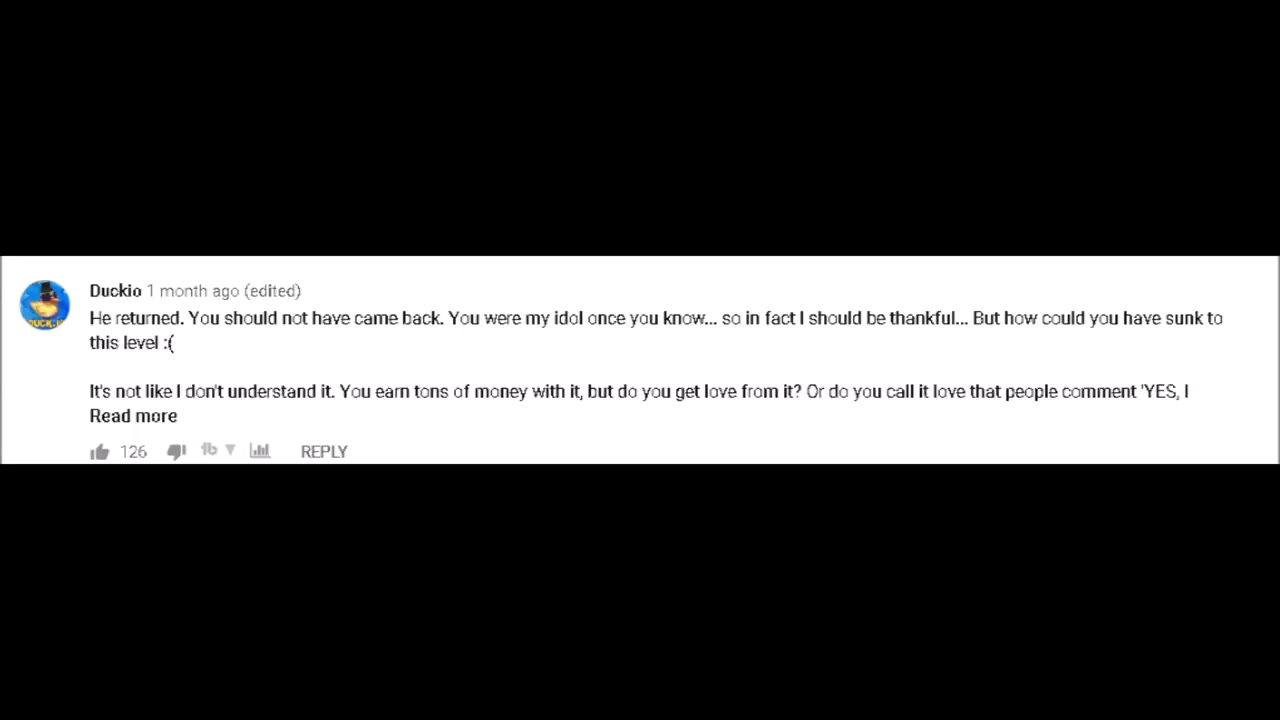 Duckio 1 month ago (edited)
He returned. You should not have came back. You were my idol once you know... so in fact I should be thankful... But how could you have sunk to
this level :(
It's not like I don't understand it. You earn tons of money with it, but do you get love from it? Or do you call it love that people comment 'YES, I
Read more
126 REPLY